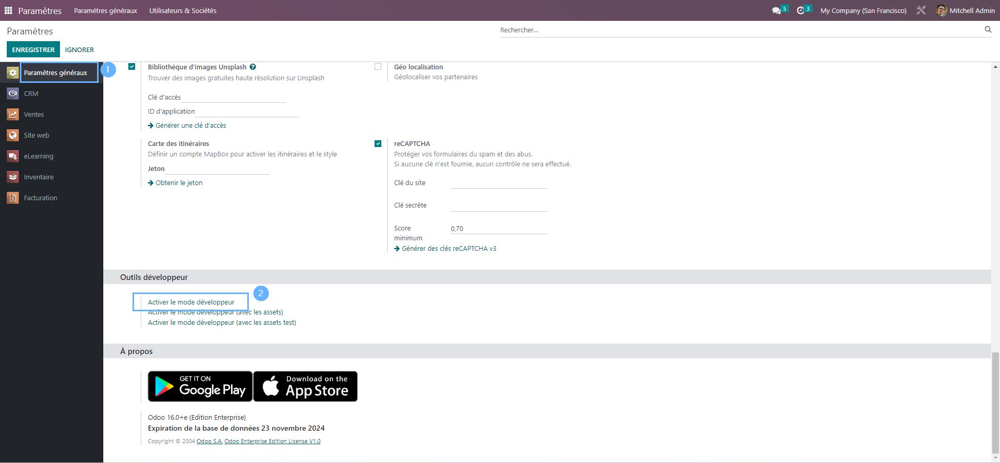 Paramètres Paramètres généraux Utilisateurs & Sociétés 5 3 My Company (San Francisco) Mitchell Admin
Paramètres
Rechercher...
ENREGISTRER IGNORER
Paramètres généraux
1
CRM
Ventes
Site web
eLearning
Inventaire
Facturation
Bibliothèque d'images Unsplash ?
Trouver des images gratuites haute résolution sur Unsplash
Clé d'accès
ID d'application
Générer une clé d'accès
Géo localisation
Géolocaliser vos partenaires
Carte des itinéraires
Définir un compte MapBox pour activer les itinéraires et le style
Jeton
Obtenir le jeton
reCAPTCHA
Protéger vos formulaires du spam et des abus.
Si aucune clé n'est fournie, aucun contrôle ne sera effectué.
Clé du site
Clé secrète
Score minimum 0,70
Générer des clés reCAPTCHA v3
Outils développeur
2
Activer le mode développeur
Activer le mode développeur (avec les assets)
Activer le mode développeur (avec les assets test)
À propos
GET IT ON
Google Play
Download on the
App Store
Odoo 16.0+e (Edition Enterprise)
Expiration de la base de données 23 novembre 2024
Copyright © 2004 Odoo S.A. Odoo Enterprise Edition License V1.0